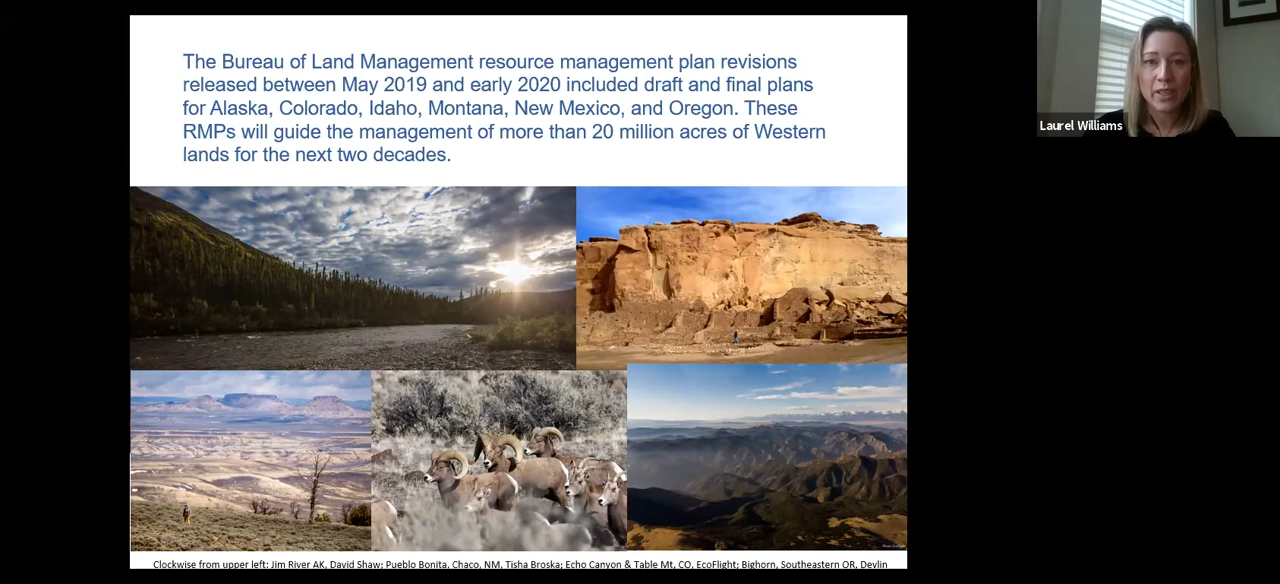 The Bureau of Land Management resource management plan revisions
released between May 2019 and early 2020 included draft and final plans
for Alaska, Colorado, Idaho, Montana, New Mexico, and Oregon. These
RMPs will guide the management of more than 20 million acres of Western
lands for the next two decades.
Laurel Williams
Clockwise from upper left: Jim River AK, David Shaw; Pueblo Bonita, Chaco, NM, Tisha Broska; Echo Canyon & Table Mt, CO, EcoFlight; Bighorn, Southeastern OR, Devlin